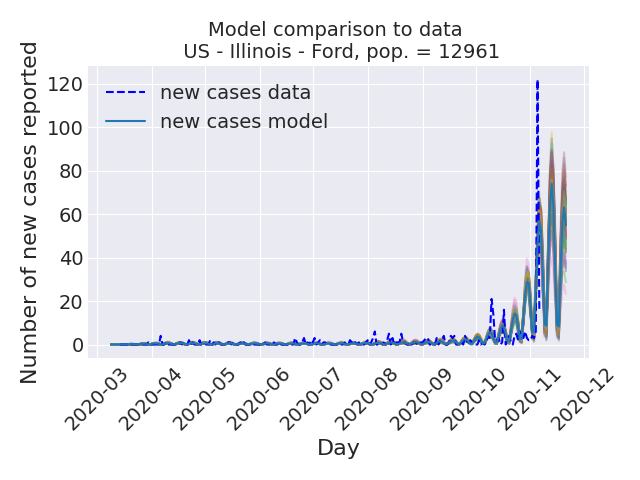 Model comparison to data
US - Illinois - Ford, pop. = 12961
Number of new cases reported
120
100
80
60
40
20
0
new cases data
new cases model
2020-03
2020-04
2020-05
2020-06
2020-07
2020-08
2020-09
2020-10
2020-11
2020-12
Day